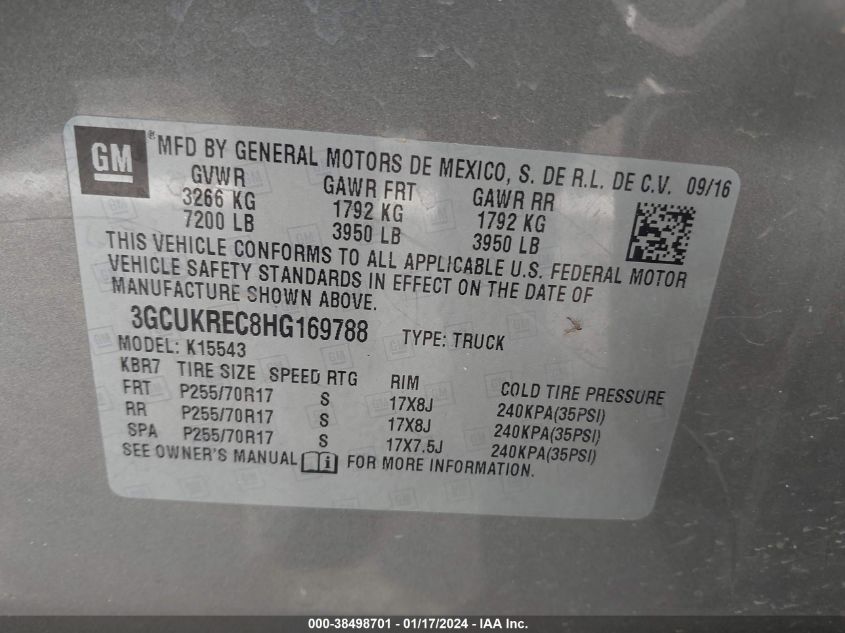 GM ® MFD BY GENERAL MOTORS DE MEXICO, S. DE R.L. DE C.V. 09/16
GVWR GAWR FRT GAWR RR
3266 KG 1792 KG 1792 KG
7200 LB 3950 LB 3950 LB
THIS VEHICLE CONFORMS TO ALL APPLICABLE U.S. FEDERAL MOTOR
VEHICLE SAFETY STANDARDS IN EFFECT ON THE DATE OF
MANUFACTURE SHOWN ABOVE.
3GCUKREC8HG169788 TYPE: TRUCK
MODEL: K15543
KBR7 TIRE SIZE SPEED RTG RIM COLD TIRE PRESSURE
FRT P255/70R17 S 17X8J 240KPA(35PSI)
RR P255/70R17 S 17X8J 240KPA(35PSI)
SPA P255/70R17 S 17X7.5J 240KPA(35PSI)
SEE OWNER'S MANUAL i FOR MORE INFORMATION.
000-38498701 - 01/17/2024 - IAA Inc.